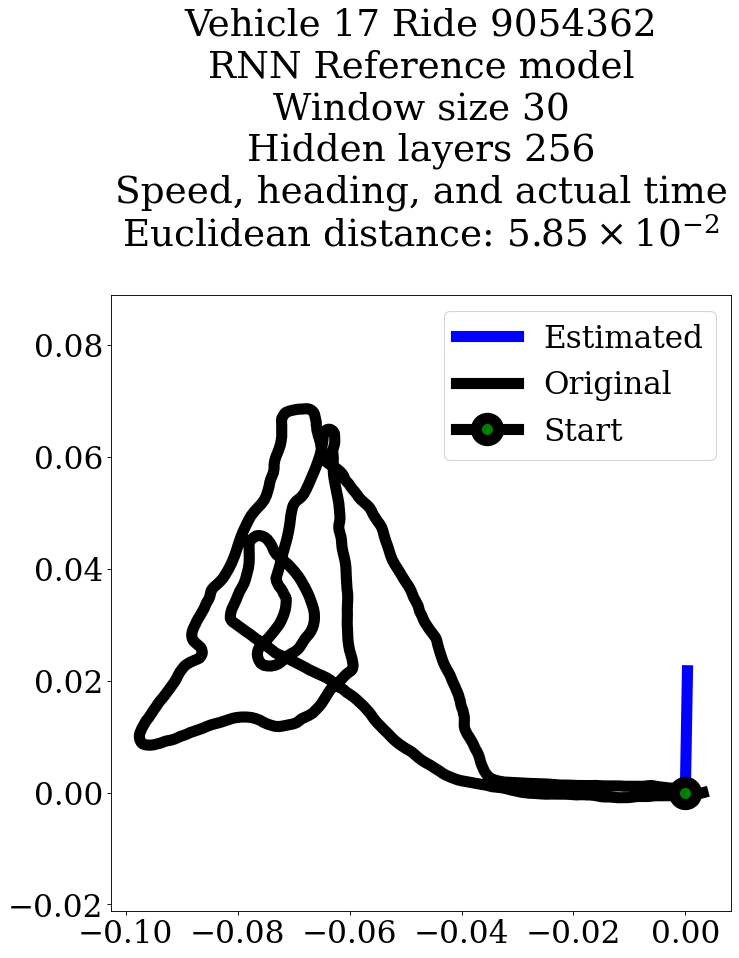 Vehicle 17 Ride 9054362
RNN Reference model
Window size 30
Hidden layers 256
Speed, heading, and actual time
Euclidean distance: 5.85 × 10⁻²
Estimated
Original
Start
0.08
0.06
0.04
0.02
0.00
−0.02
−0.10 −0.08 −0.06 −0.04 −0.02 0.00